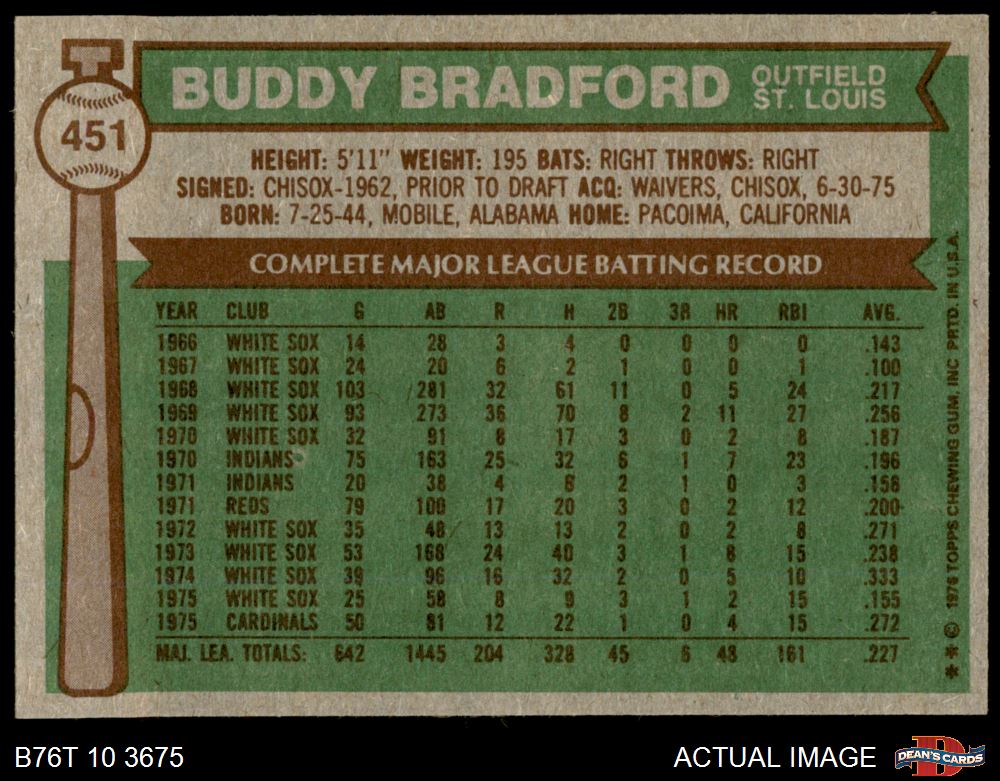 BUDDY BRADFORD OUTFIELD
ST. LOUIS
451
HEIGHT: 5'11" WEIGHT: 195 BATS: RIGHT THROWS: RIGHT
SIGNED: CHISOX-1962, PRIOR TO DRAFT ACQ: WAIVERS, CHISOX, 6-30-75
BORN: 7-25-44, MOBILE, ALABAMA HOME: PACOIMA, CALIFORNIA
COMPLETE MAJOR LEAGUE BATTING RECORD
YEAR CLUB G AB R H 2B 3B HR RBI AVG.
1966 WHITE SOX 14 28 3 4 0 0 0 0 .143
1967 WHITE SOX 24 20 6 2 1 0 0 1 .100
1968 WHITE SOX 103 281 32 61 11 0 5 24 .217
1969 WHITE SOX 93 273 36 70 8 2 11 27 .256
1970 WHITE SOX 32 91 8 17 3 0 2 8 .187
1970 INDIANS 75 163 25 32 6 1 7 23 .196
1971 INDIANS 20 38 4 6 2 1 0 3 .158
1971 REDS 79 100 17 20 3 0 2 12 .200
1972 WHITE SOX 35 48 13 13 2 0 2 8 .271
1973 WHITE SOX 53 168 24 40 3 1 8 15 .238
1974 WHITE SOX 39 96 16 32 2 0 5 10 .333
1975 WHITE SOX 25 58 8 9 3 1 2 15 .155
1975 CARDINALS 50 81 12 22 1 0 4 15 .272
MAJ. LEA. TOTALS: 642 1445 204 328 45 6 48 161 .227
*** © 1976 TOPPS CHEWING GUM, INC PRTD. IN U.S.A.
B76T 10 3675
ACTUAL IMAGE
D
DEAN'S CARDS